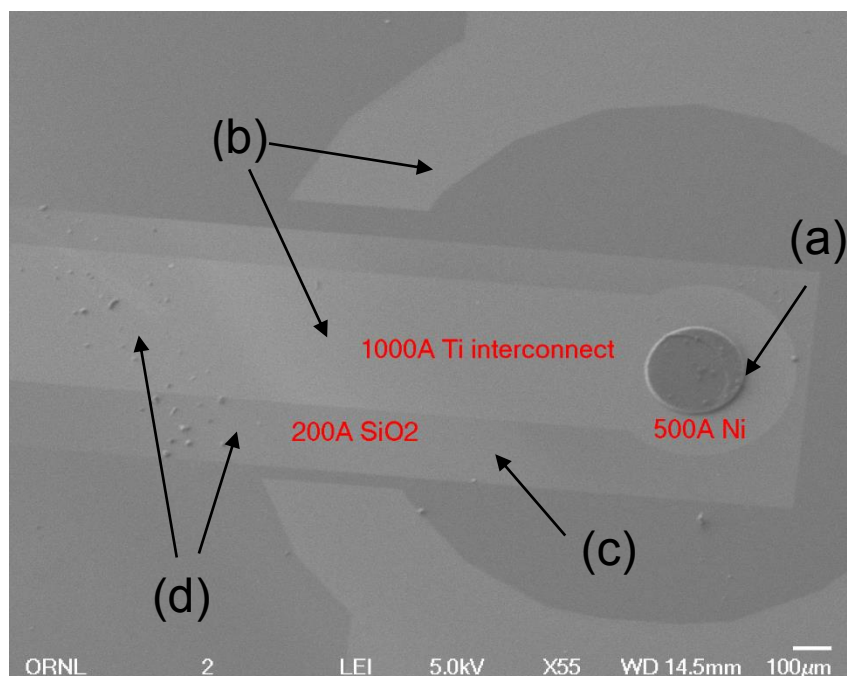 (b)
(a)
1000A Ti interconnect
200A SiO2
500A Ni
(c)
(d)
ORNL 2 LEI 5.0kV X55 WD 14.5mm 100μm